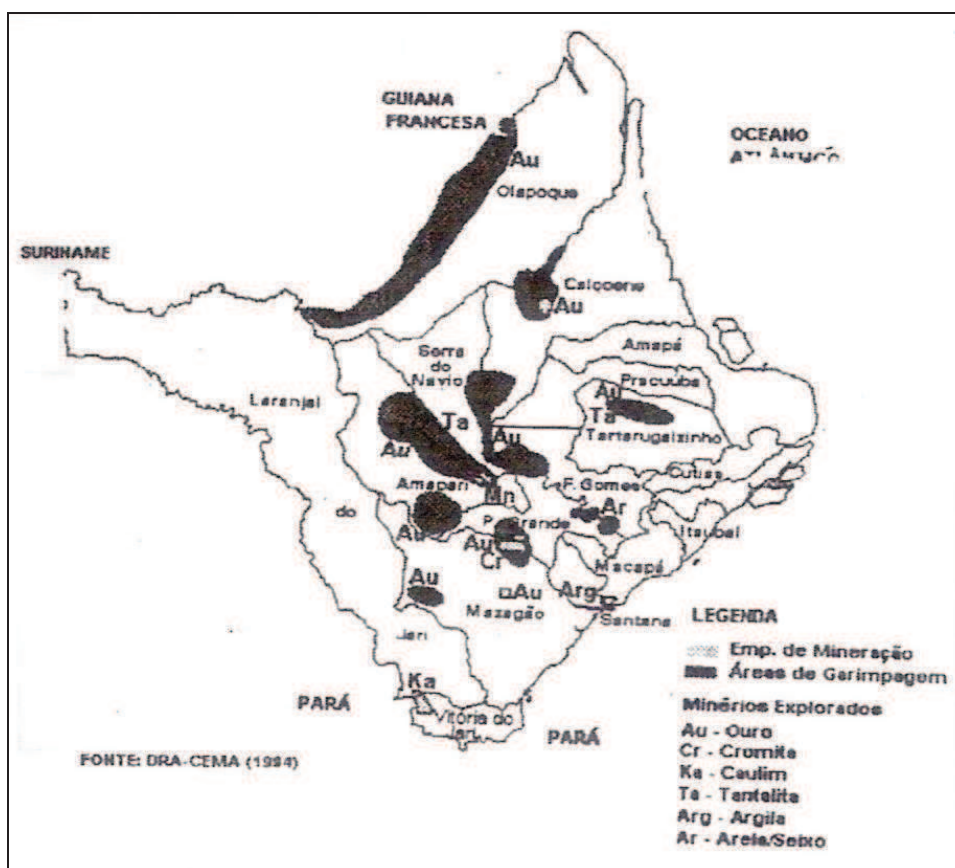 GUIANA
FRANCESA
OCEANO
Au
Oiapoque
SURINAME
Calçoene
Au
Amapá
Serra
do
Navio
Pracuúba
Laranjal
Au
Ta
Ta
Tartarugalzinho
Au
Au
Cutias
Amapari
F. Gomes
Mn
Ar
do
P. Grande
Itaubal
Au
Au
Macapá
Cr
Au
Au
Arg
Mazagão
Santana
LEGENDA
Jari
Emp. de Mineração
Áreas de Garimpagem
Ka
PARÁ
Minérios Explorados
Vitória do
Jari
PARÁ
Au - Ouro
Cr - Cromita
FONTE: DRA-CEMA (1994)
Ka - Caulim
Ta - Tantalita
Arg - Argila
Ar - Areia/Seixo